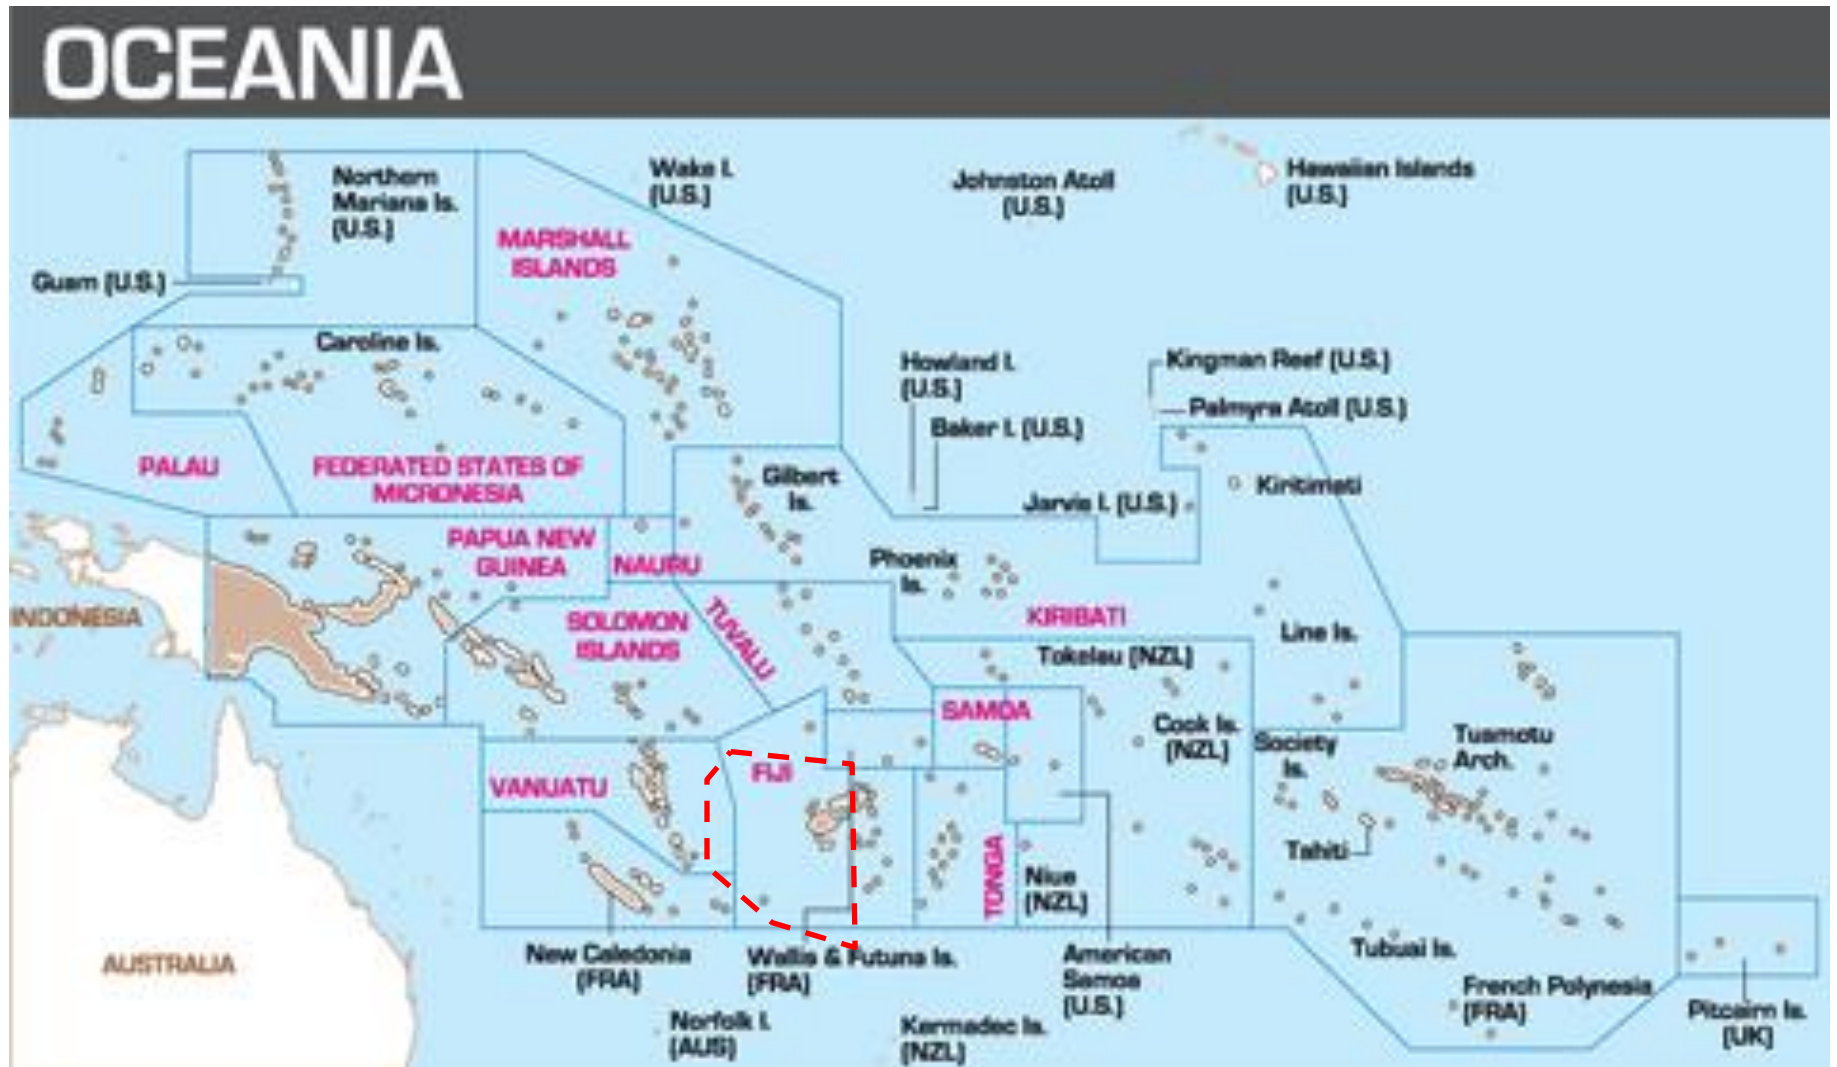 OCEANIA
Northern
Mariana Is.
(U.S.)
Wake I.
(U.S.)
Johnston Atoll
(U.S.)
Hawaiian Islands
(U.S.)
MARSHALL
ISLANDS
Guam (U.S.)
Caroline Is.
Howland I.
(U.S.)
Kingman Reef (U.S.)
Palmyra Atoll (U.S.)
Baker I. (U.S.)
PALAU
FEDERATED STATES OF
MICRONESIA
Gilbert
Is.
Jarvis I. (U.S.)
Kiritimati
PAPUA NEW
GUINEA
NAURU
Phoenix
Is.
INDONESIA
SOLOMON
ISLANDS
TUVALU
KIRIBATI
Line Is.
Tokelau (NZL)
SAMOA
Cook Is.
(NZL)
Society
Is.
Tuamotu
Arch.
VANUATU
FIJI
Tahiti
TONGA
Niue
(NZL)
AUSTRALIA
New Caledonia
(FRA)
Wallis & Futuna Is.
(FRA)
American
Samoa
(U.S.)
Tubuai Is.
French Polynesia
(FRA)
Pitcairn Is.
(UK)
Norfolk I.
(AUS)
Kermadec Is.
(NZL)